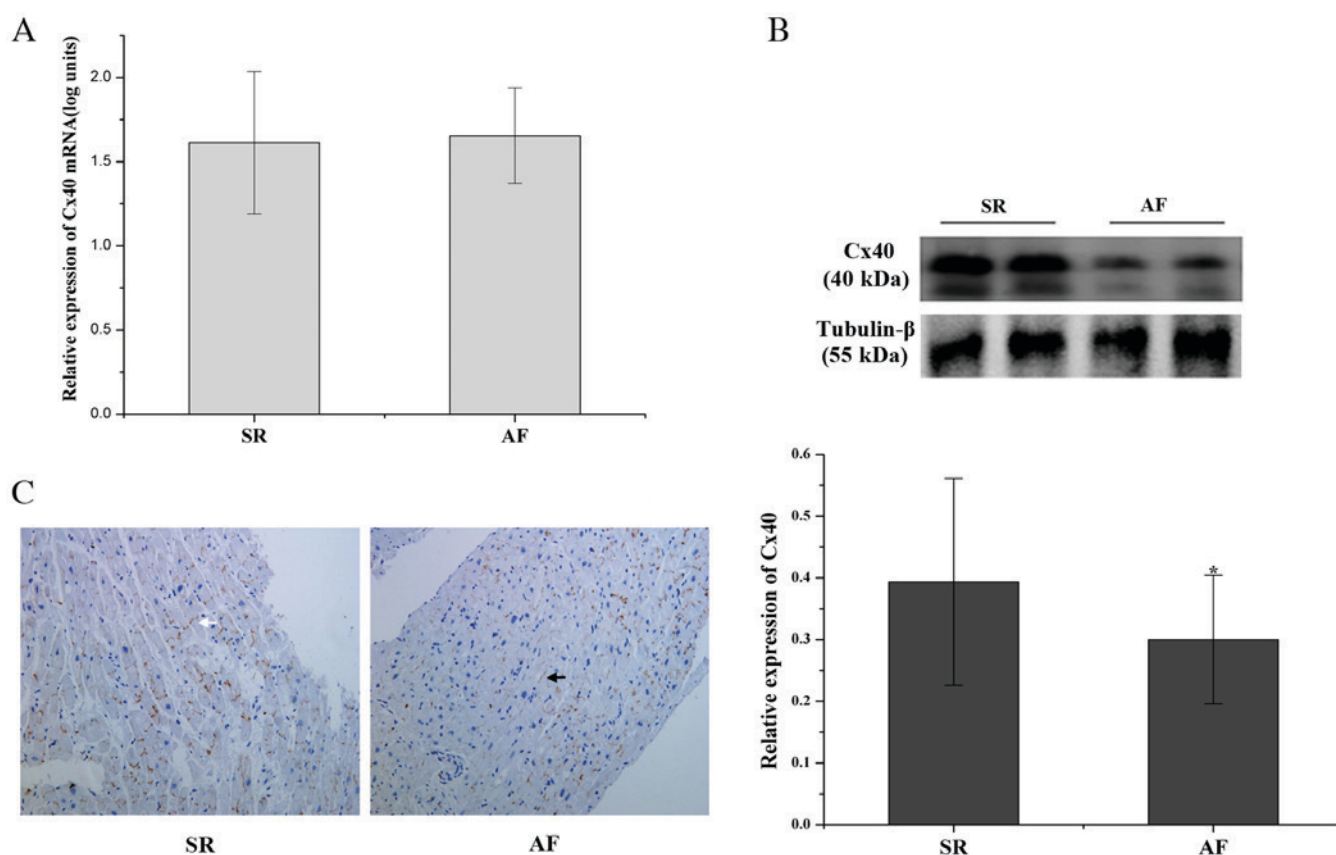 A
Relative expression of Cx40 mRNA(log units)
2.0
1.5
1.0
0.5
0.0
SR AF
B
SR AF
Cx40
(40 kDa)
Tubulin-β
(55 kDa)
Relative expression of Cx40
0.6
0.5
0.4
0.3
0.2
0.1
0.0
*
SR AF
C
SR AF